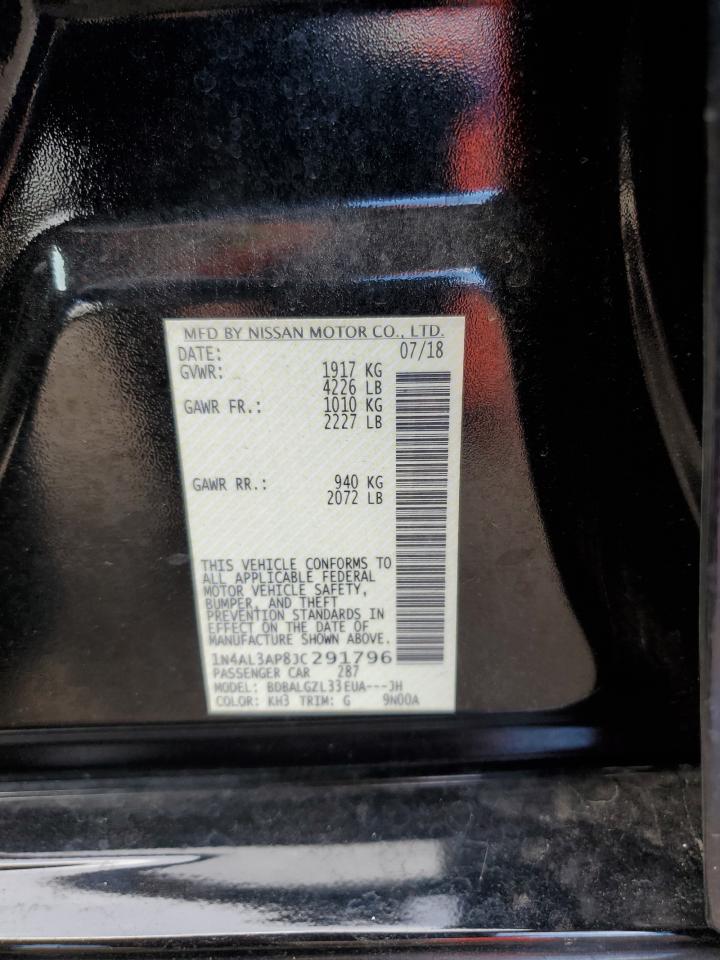 MFD BY NISSAN MOTOR CO., LTD.
DATE: 07/18
GVWR: 1917 KG
4226 LB
GAWR FR.: 1010 KG
2227 LB
GAWR RR.: 940 KG
2072 LB
THIS VEHICLE CONFORMS TO
ALL APPLICABLE FEDERAL
MOTOR VEHICLE SAFETY,
BUMPER, AND THEFT
PREVENTION STANDARDS IN
EFFECT ON THE DATE OF
MANUFACTURE SHOWN ABOVE.
1N4AL3AP8JC291796
PASSENGER CAR 287
MODEL: BDBALGZL33EUA---JH
COLOR: KH3 TRIM: G 9N00A